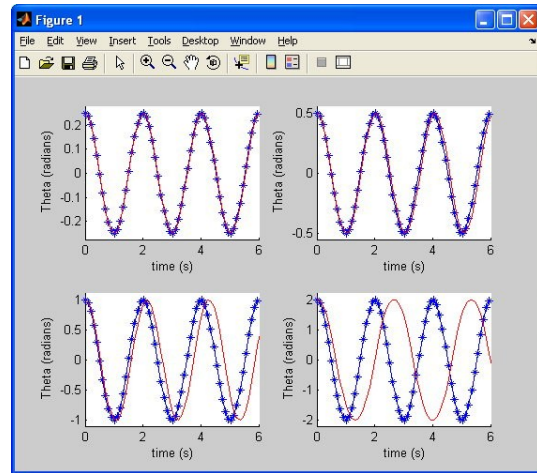 Figure 1
File Edit View Insert Tools Desktop Window Help
0.2
0.1
0
-0.1
-0.2
Theta (radians)
0 2 4 6
time (s)
0.5
0
-0.5
Theta (radians)
0 2 4 6
time (s)
1
0.5
0
-0.5
-1
Theta (radians)
0 2 4 6
time (s)
2
1
0
-1
-2
Theta (radians)
0 2 4 6
time (s)